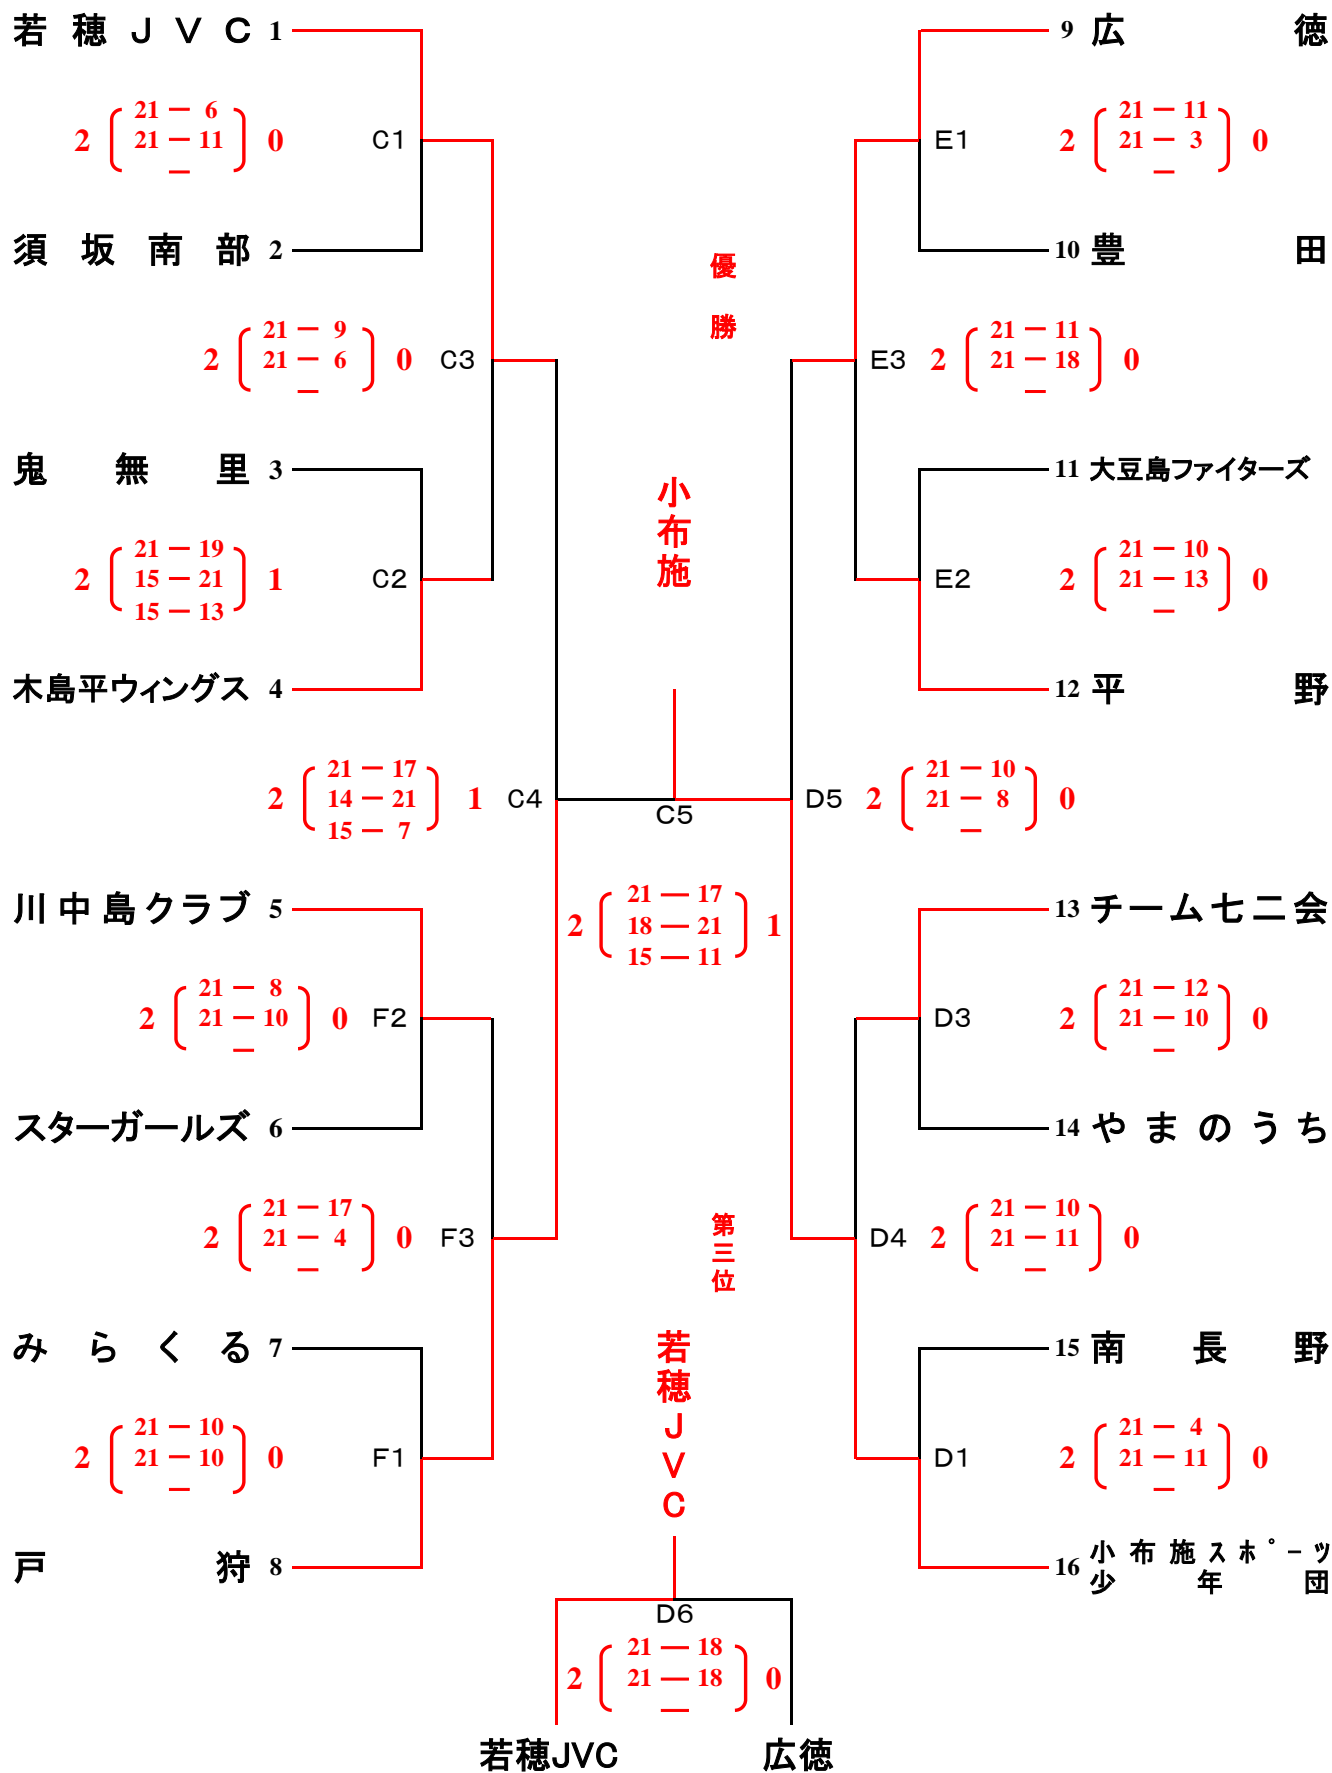 若穂ＪＶＣ 1
21 ― 6
2 21 ― 11 0
―
C1
須坂南部 2
21 ― 9
2 21 ― 6 0
―
C3
鬼無里 3
21 ― 19
2 15 ― 21 1
15 ― 13
C2
木島平ウィングス 4
21 ― 17
2 14 ― 21 1
15 ― 7
C4
川中島クラブ 5
21 ― 8
2 21 ― 10 0
―
F2
スターガールズ 6
21 ― 17
2 21 ― 4 0
―
F3
みらくる 7
21 ― 10
2 21 ― 10 0
―
F1
戸狩 8
優勝
小布施
C5
21 ― 17
2 18 ― 21 1
15 ― 11
第三位
若穂ＪＶＣ
D6
21 ― 18
2 21 ― 18 0
―
若穂JVC 広徳
9 広徳
21 ― 11
E1 2 21 ― 3 0
―
10 豊田
21 ― 11
E3 2 21 ― 18 0
―
11 大豆島ファイターズ
21 ― 10
E2 2 21 ― 13 0
―
12 平野
21 ― 10
D5 2 21 ― 8 0
―
13 チーム七二会
21 ― 12
D3 2 21 ― 10 0
―
14 やまのうち
21 ― 10
D4 2 21 ― 11 0
―
15 南長野
21 ― 4
D1 2 21 ― 11 0
―
16 小布施スポーツ
少年団